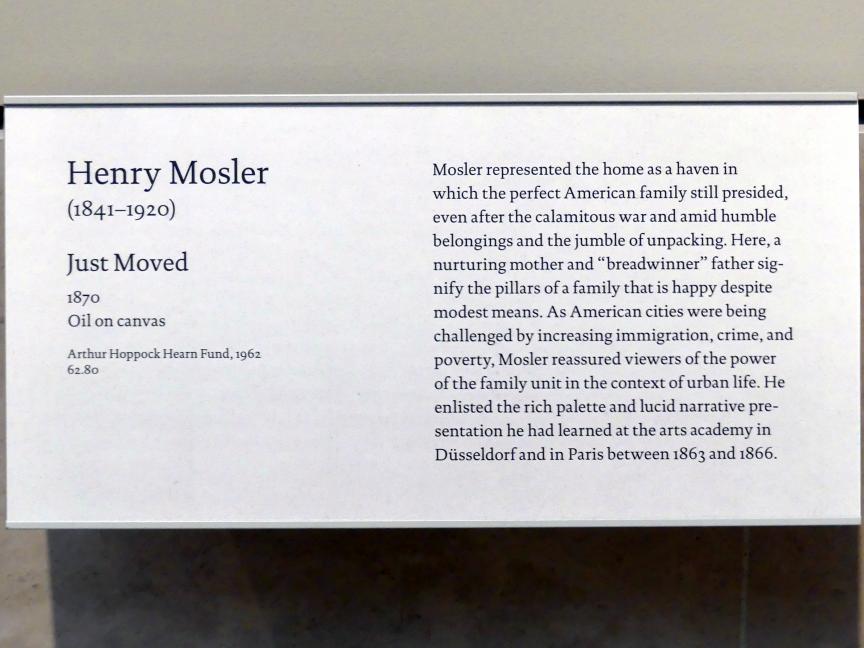 Henry Mosler
(1841–1920)
Just Moved
1870
Oil on canvas
Arthur Hoppock Hearn Fund, 1962
62.80
Mosler represented the home as a haven in
which the perfect American family still presided,
even after the calamitous war and amid humble
belongings and the jumble of unpacking. Here, a
nurturing mother and “breadwinner” father sig-
nify the pillars of a family that is happy despite
modest means. As American cities were being
challenged by increasing immigration, crime, and
poverty, Mosler reassured viewers of the power
of the family unit in the context of urban life. He
enlisted the rich palette and lucid narrative pre-
sentation he had learned at the arts academy in
Düsseldorf and in Paris between 1863 and 1866.